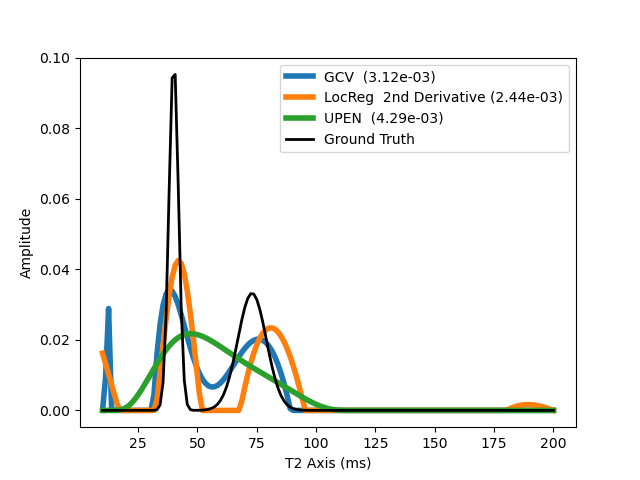 0.10
0.08
0.06
0.04
0.02
0.00
Amplitude
GCV  (3.12e-03)
LocReg  2nd Derivative (2.44e-03)
UPEN  (4.29e-03)
Ground Truth
25 50 75 100 125 150 175 200
T2 Axis (ms)